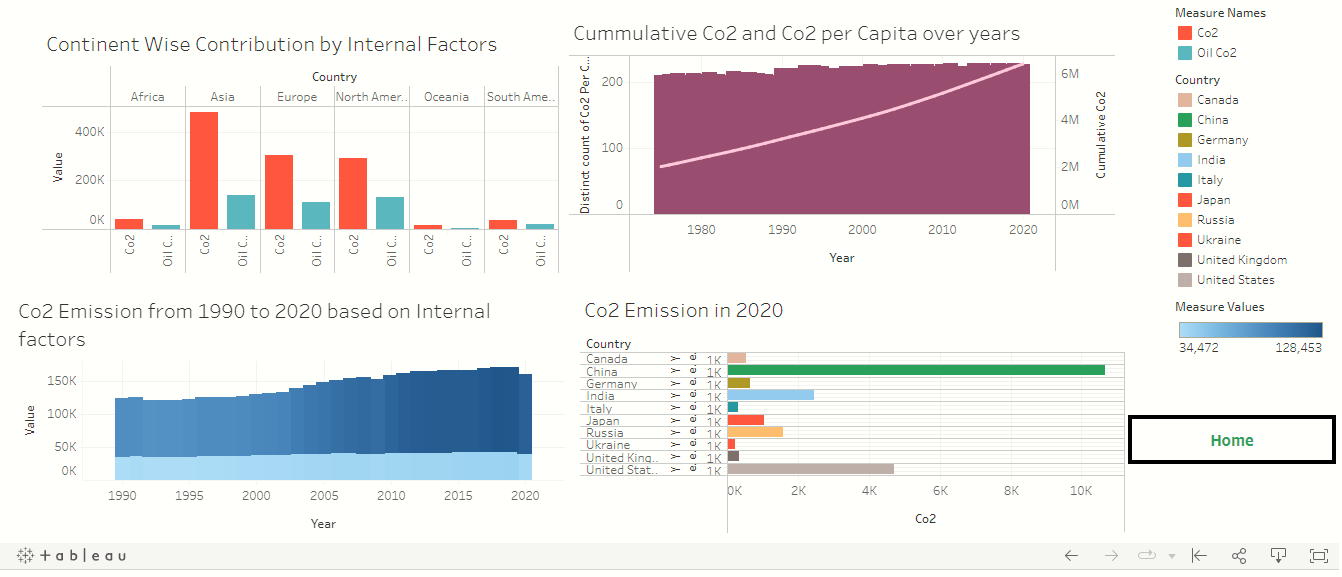 Continent Wise Contribution by Internal Factors
Country
Africa Asia Europe North Amer.. Oceania South Ame..
Value
400K
200K
0K
Co2 Oil C.. Co2 Oil C.. Co2 Oil C.. Co2 Oil C.. Co2 Oil C.. Co2 Oil C..
Cummulative Co2 and Co2 per Capita over years
Distinct count of Co2 Per C...
200
100
0
6M
4M
2M
0M
Cumulative Co2
1980 1990 2000 2010 2020
Year
Measure Names
Co2
Oil Co2
Country
Canada
China
Germany
India
Italy
Japan
Russia
Ukraine
United Kingdom
United States
Measure Values
34,472 128,453
Co2 Emission from 1990 to 2020 based on Internal
factors
Value
150K
100K
50K
0K
1990 1995 2000 2005 2010 2015 2020
Year
Co2 Emission in 2020
Country
Canada 1K
China 1K
Germany 1K
India 1K
Italy 1K
Japan 1K
Russia 1K
Ukraine 1K
United King.. 1K
United Stat.. 1K
0K 2K 4K 6K 8K 10K
Co2
Home
+ a b l e a u